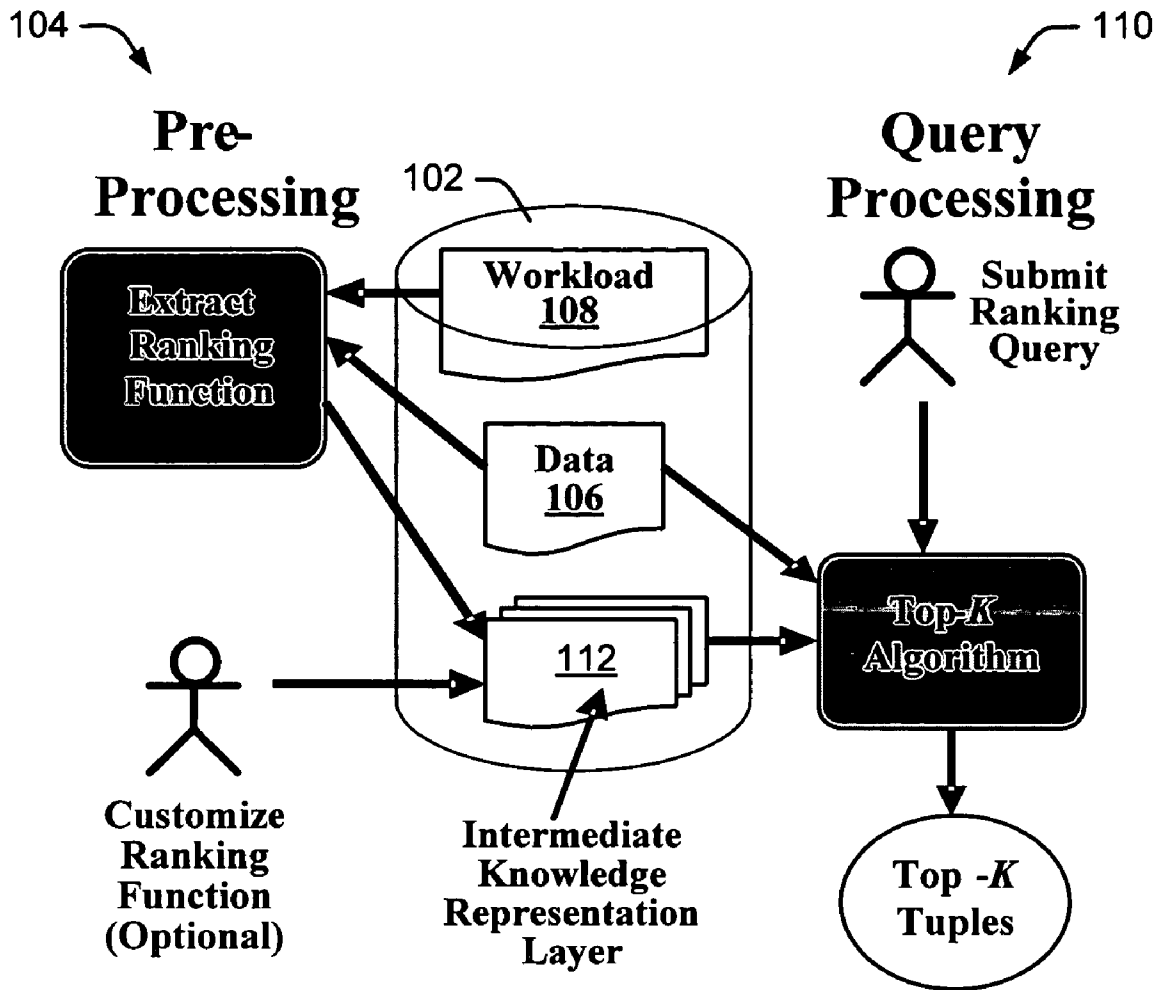 104
110
Pre-
Processing
Query
Processing
102
Extract
Ranking
Function
Workload
108
Submit
Ranking
Query
Data
106
Top-K
Algorithm
112
Customize
Ranking
Function
(Optional)
Intermediate
Knowledge
Representation
Layer
Top -K
Tuples